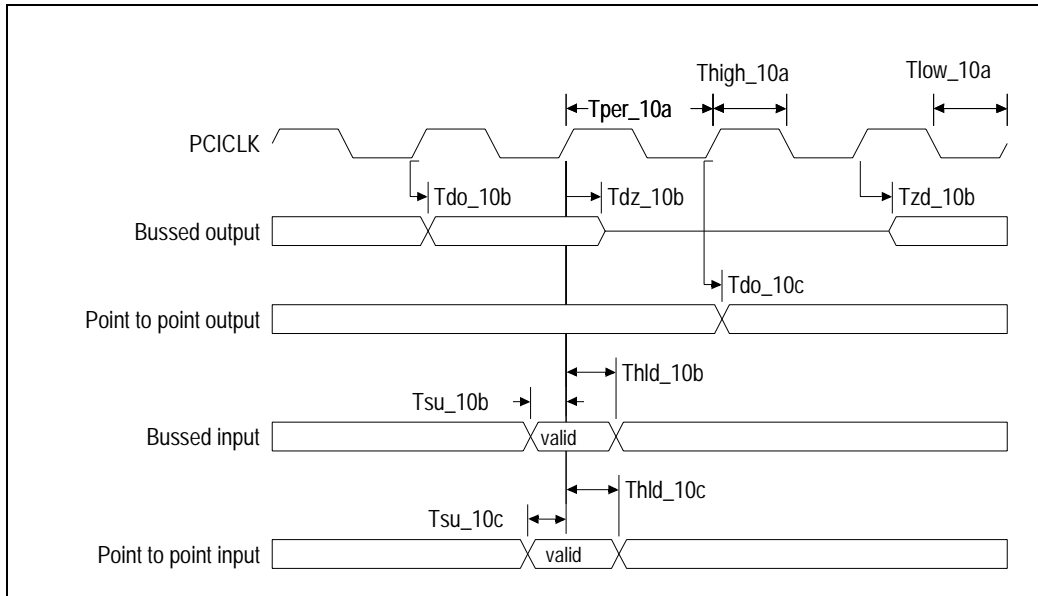 Thigh_10a
Tlow_10a
Tper_10a
PCICLK
Tdo_10b
Tdz_10b
Tzd_10b
Bussed output
Tdo_10c
Point to point output
Thld_10b
Tsu_10b
Bussed input
valid
Thld_10c
Tsu_10c
Point to point input
valid